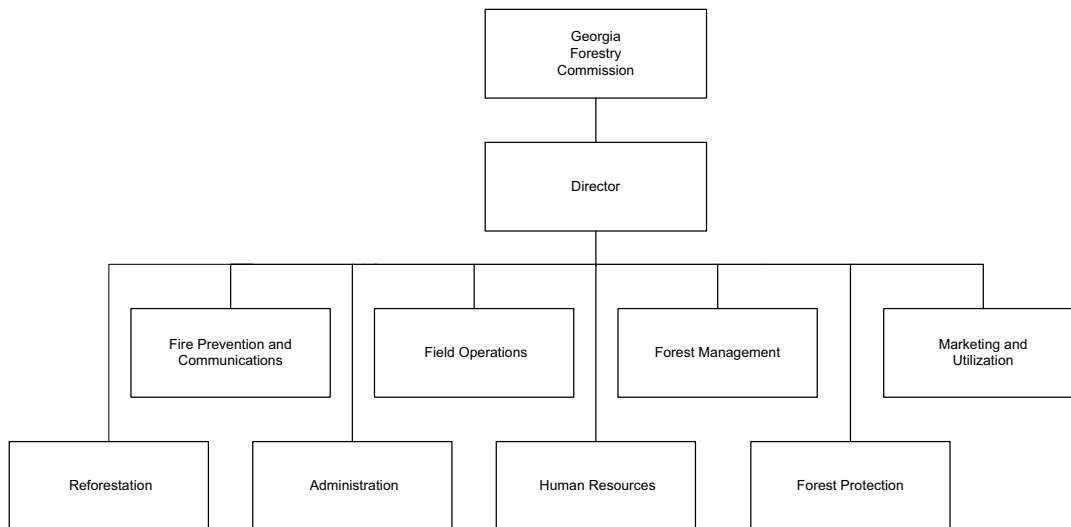 Georgia
Forestry
Commission
Director
Fire Prevention and
Communications
Field Operations
Forest Management
Marketing and
Utilization
Reforestation
Administration
Human Resources
Forest Protection